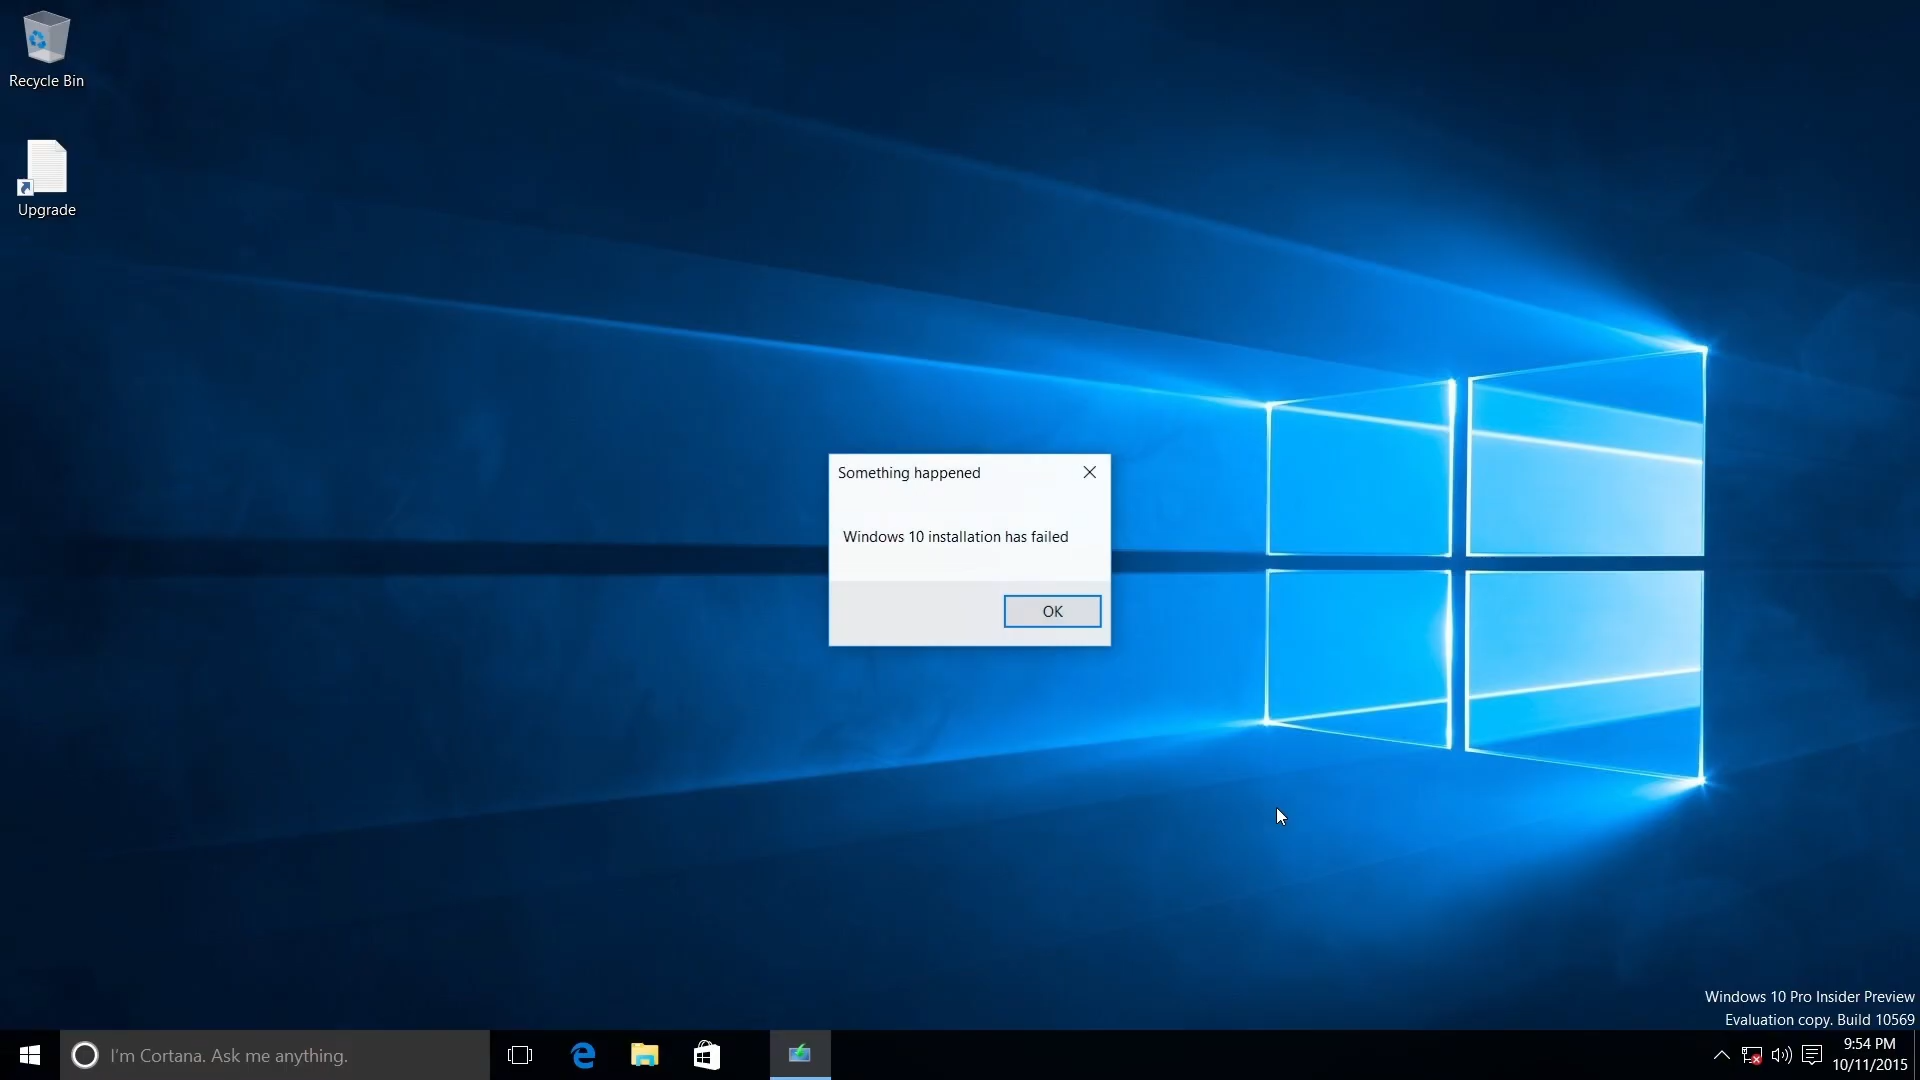 Recycle Bin
Upgrade
Something happened
Windows 10 installation has failed
OK
Windows 10 Pro Insider Preview
Evaluation copy. Build 10569
I'm Cortana. Ask me anything.
9:54 PM
10/11/2015